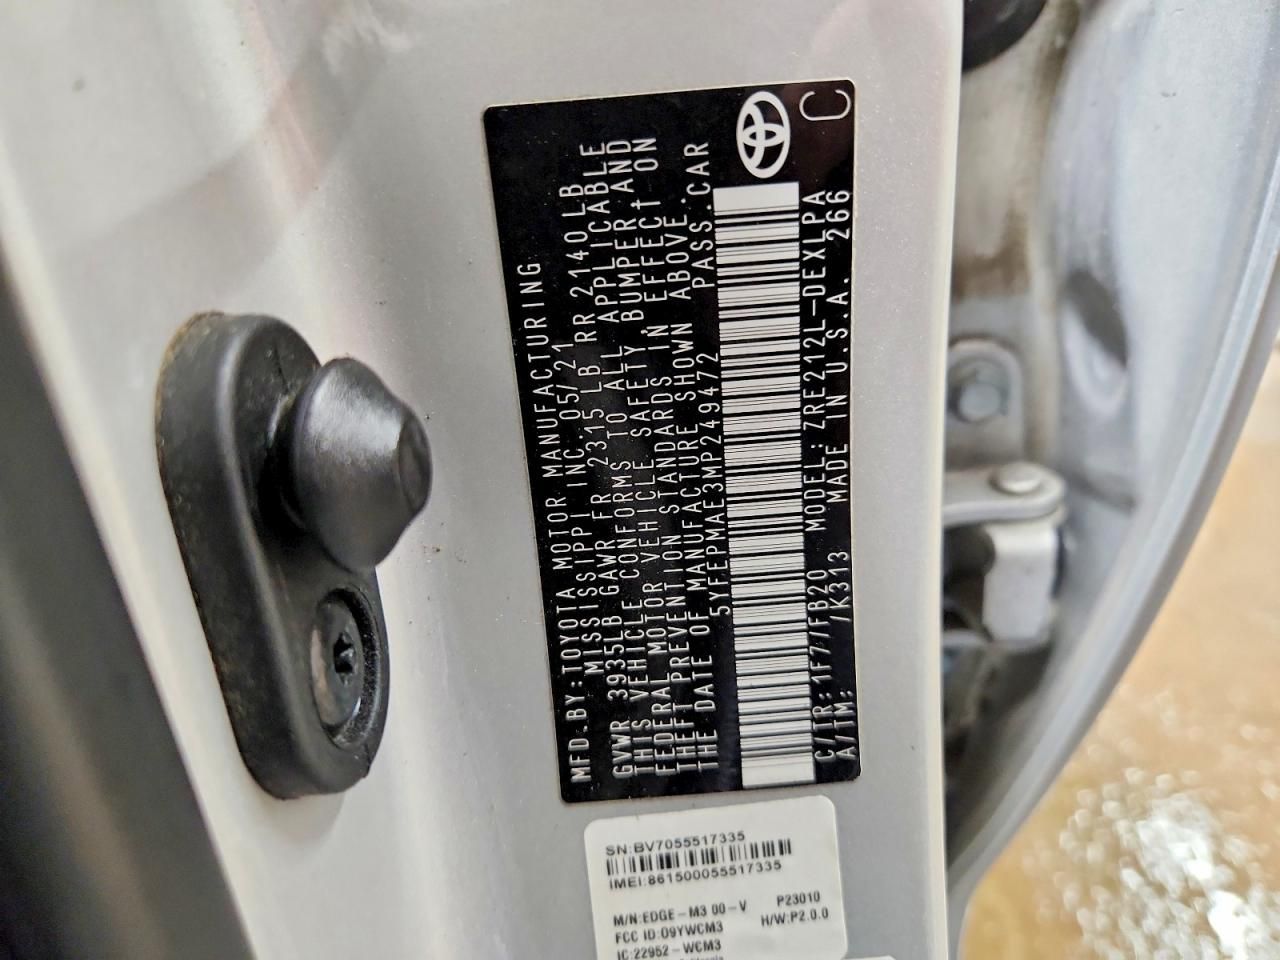 MFD.BY:TOYOTA MOTOR MANUFACTURING
MISSISSIPPI INC. 05/21
GVWR 3935LB GAWR FR 2315 LB RR 2140LB
THIS VEHICLE CONFORMS TO ALL APPLICABLE
FEDERAL MOTOR VEHICLE SAFETY, BUMPER, AND
THEFT PREVENTION STANDARDS IN EFFECT ON
THE DATE OF MANUFACTURE SHOWN ABOVE.
5YFEPMAE3MP249472 PASS.CAR
C/TR:1F7/FB20 MODEL: ZRE212L-DEXLPA
A/TM: /K313 MADE IN U.S.A. 266
C
SN:BV7055517335
IMEI:861500055517335
M/N:EDGE-M3 00-V P23010
FCC ID:O9YWCM3 H/W:P2.0.0
IC:22952-WCM3